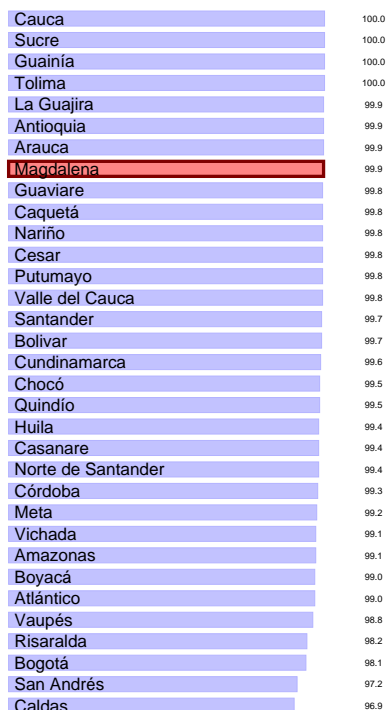 Cauca 100.0
Sucre 100.0
Guainía 100.0
Tolima 100.0
La Guajira 99.9
Antioquia 99.9
Arauca 99.9
Magdalena 99.9
Guaviare 99.8
Caquetá 99.8
Nariño 99.8
Cesar 99.8
Putumayo 99.8
Valle del Cauca 99.8
Santander 99.7
Bolivar 99.7
Cundinamarca 99.6
Chocó 99.5
Quindío 99.5
Huila 99.4
Casanare 99.4
Norte de Santander 99.4
Córdoba 99.3
Meta 99.2
Vichada 99.1
Amazonas 99.1
Boyacá 99.0
Atlántico 99.0
Vaupés 98.8
Risaralda 98.2
Bogotá 98.1
San Andrés 97.2
Caldas 96.9